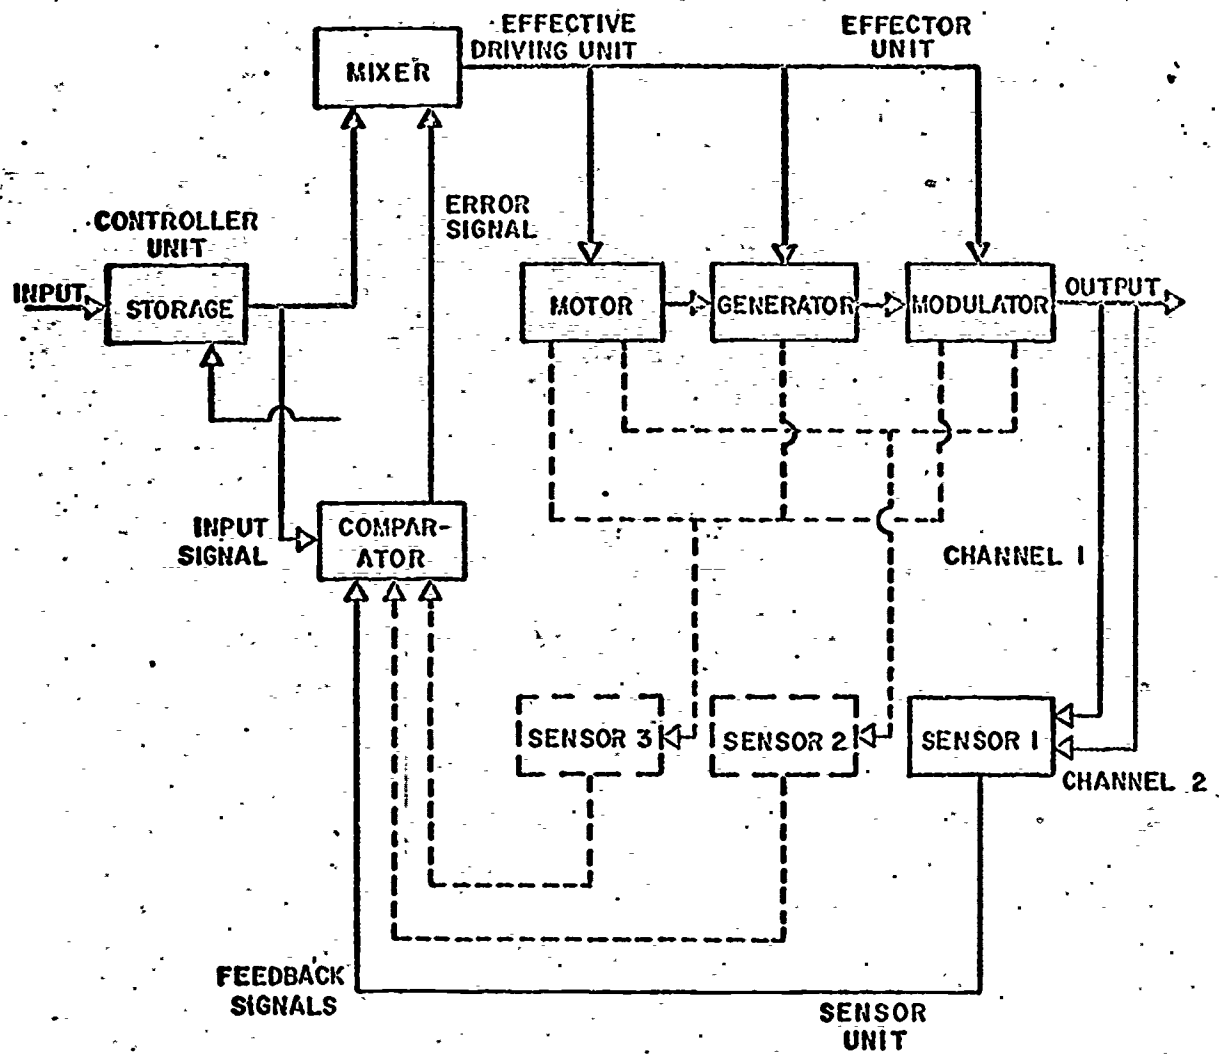 EFFECTIVE
DRIVING UNIT
EFFECTOR
UNIT
MIXER
ERROR
SIGNAL
CONTROLLER
UNIT
INPUT
STORAGE
MOTOR
GENERATOR
MODULATOR
OUTPUT
INPUT
SIGNAL
COMPAR-
ATOR
CHANNEL 1
SENSOR 3
SENSOR 2
SENSOR 1
CHANNEL 2
FEEDBACK
SIGNALS
SENSOR
UNIT